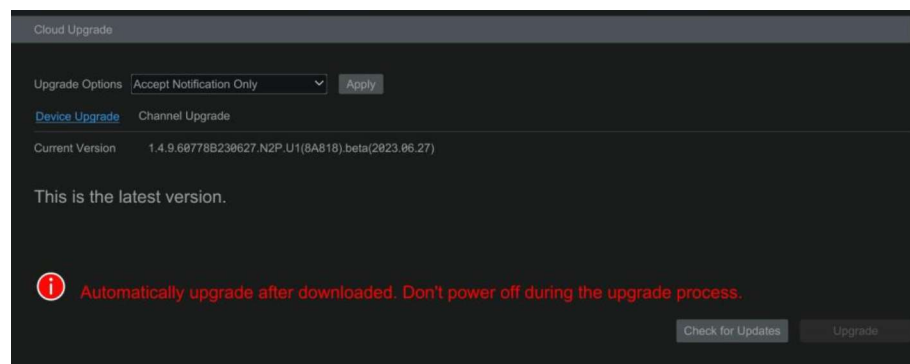 Cloud Upgrade
Upgrade Options Accept Notification Only Apply
Device Upgrade Channel Upgrade
Current Version 1.4.9.60778B230627.N2P.U1(8A818).beta(2023.06.27)
This is the latest version.
Automatically upgrade after downloaded. Don't power off during the upgrade process.
Check for Updates Upgrade